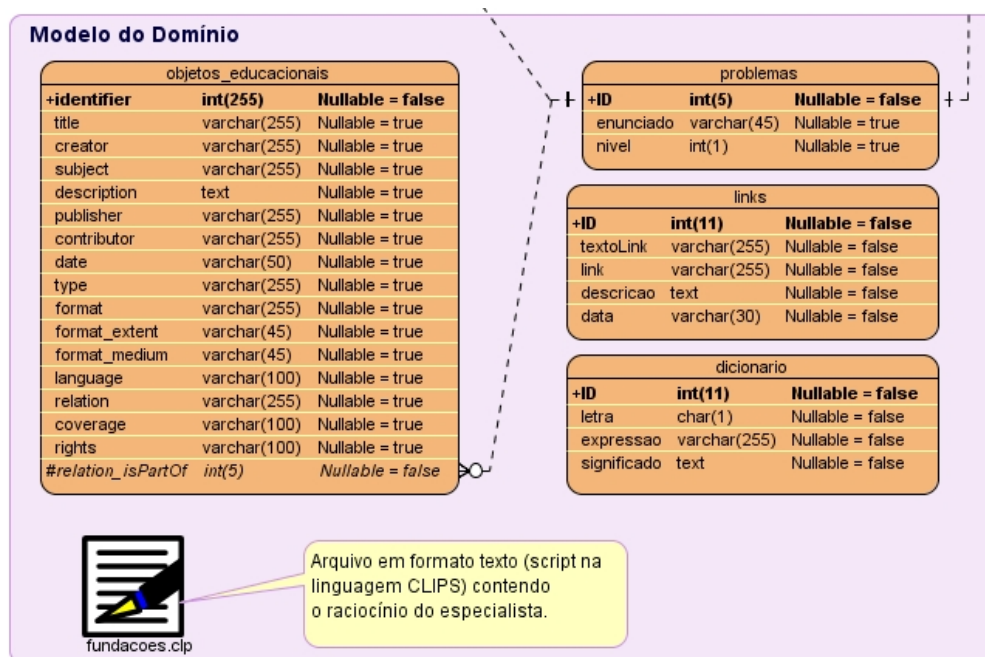 Modelo do Domínio
objetos_educacionais
+identifier int(255) Nullable = false
title varchar(255) Nullable = true
creator varchar(255) Nullable = true
subject varchar(255) Nullable = true
description text Nullable = true
publisher varchar(255) Nullable = true
contributor varchar(255) Nullable = true
date varchar(50) Nullable = true
type varchar(255) Nullable = true
format varchar(255) Nullable = true
format_extent varchar(45) Nullable = true
format_medium varchar(45) Nullable = true
language varchar(100) Nullable = true
relation varchar(255) Nullable = true
coverage varchar(100) Nullable = true
rights varchar(100) Nullable = true
#relation_isPartOf int(5) Nullable = false
problemas
+ID int(5) Nullable = false
enunciado varchar(45) Nullable = true
nivel int(1) Nullable = true
links
+ID int(11) Nullable = false
textoLink varchar(255) Nullable = false
link varchar(255) Nullable = false
descricao text Nullable = false
data varchar(30) Nullable = false
dicionario
+ID int(11) Nullable = false
letra char(1) Nullable = false
expressao varchar(255) Nullable = false
significado text Nullable = false
Arquivo em formato texto (script na
linguagem CLIPS) contendo
o raciocínio do especialista.
fundacoes.clp